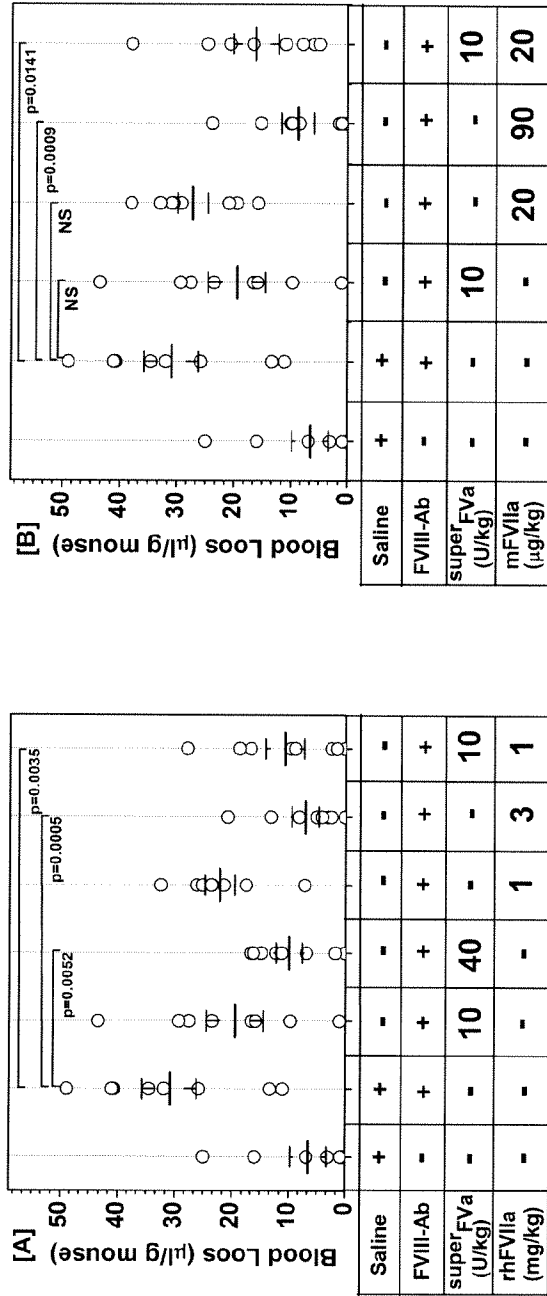 [A]
Blood Loos (µl/g mouse)
50
40
30
20
10
0
p=0.0035
p=0.0005
p=0.0052
Saline + + - - - - -
FVIII-Ab - + + + + + +
superFVa (U/kg) - - 10 40 - - 10
rhFVIIa (mg/kg) - - - - 1 3 1
[B]
Blood Loos (µl/g mouse)
50
40
30
20
10
0
p=0.0141
p=0.0009
NS
NS
Saline + + - - - -
FVIII-Ab - + + + + +
superFVa (U/kg) - - 10 - - 10
mFVIIa (µg/kg) - - - 20 90 20